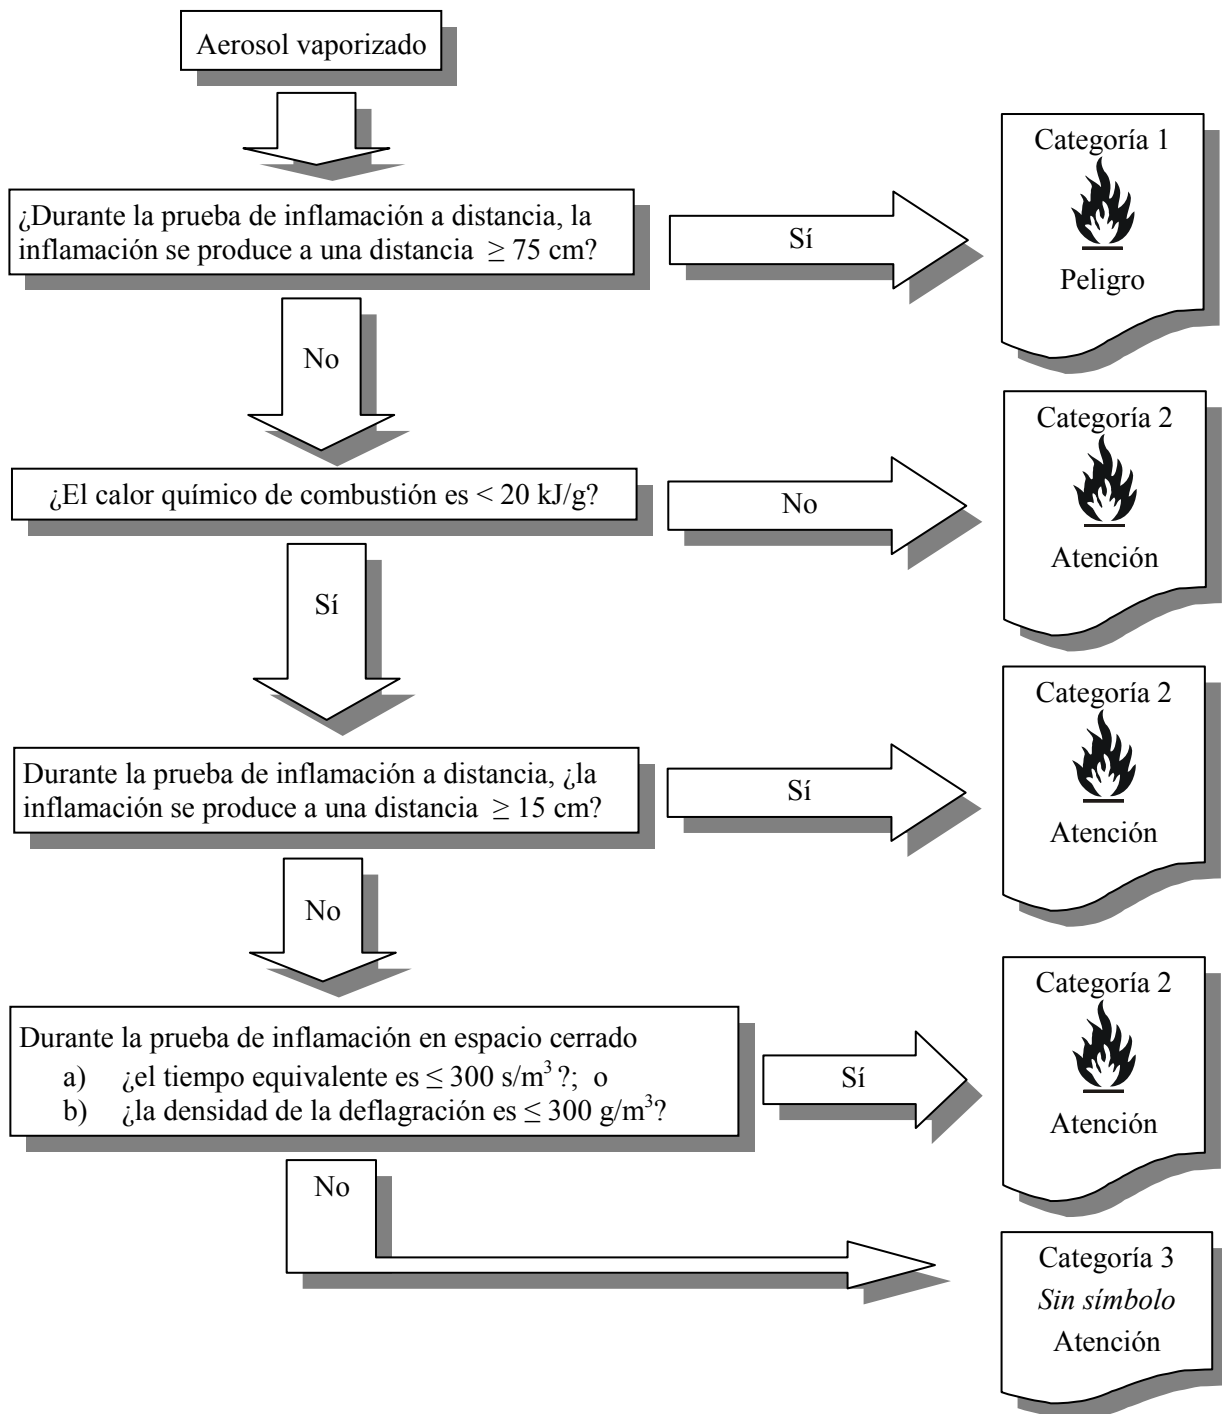 Aerosol vaporizado
¿Durante la prueba de inflamación a distancia, la
inflamación se produce a una distancia ≥ 75 cm?
Sí
Categoría 1
Peligro
No
¿El calor químico de combustión es < 20 kJ/g?
No
Categoría 2
Atención
Sí
Durante la prueba de inflamación a distancia, ¿la
inflamación se produce a una distancia ≥ 15 cm?
Sí
Categoría 2
Atención
No
Durante la prueba de inflamación en espacio cerrado
a) ¿el tiempo equivalente es ≤ 300 s/m³ ?; o
b) ¿la densidad de la deflagración es ≤ 300 g/m³?
Sí
Categoría 2
Atención
No
Categoría 3
Sin símbolo
Atención